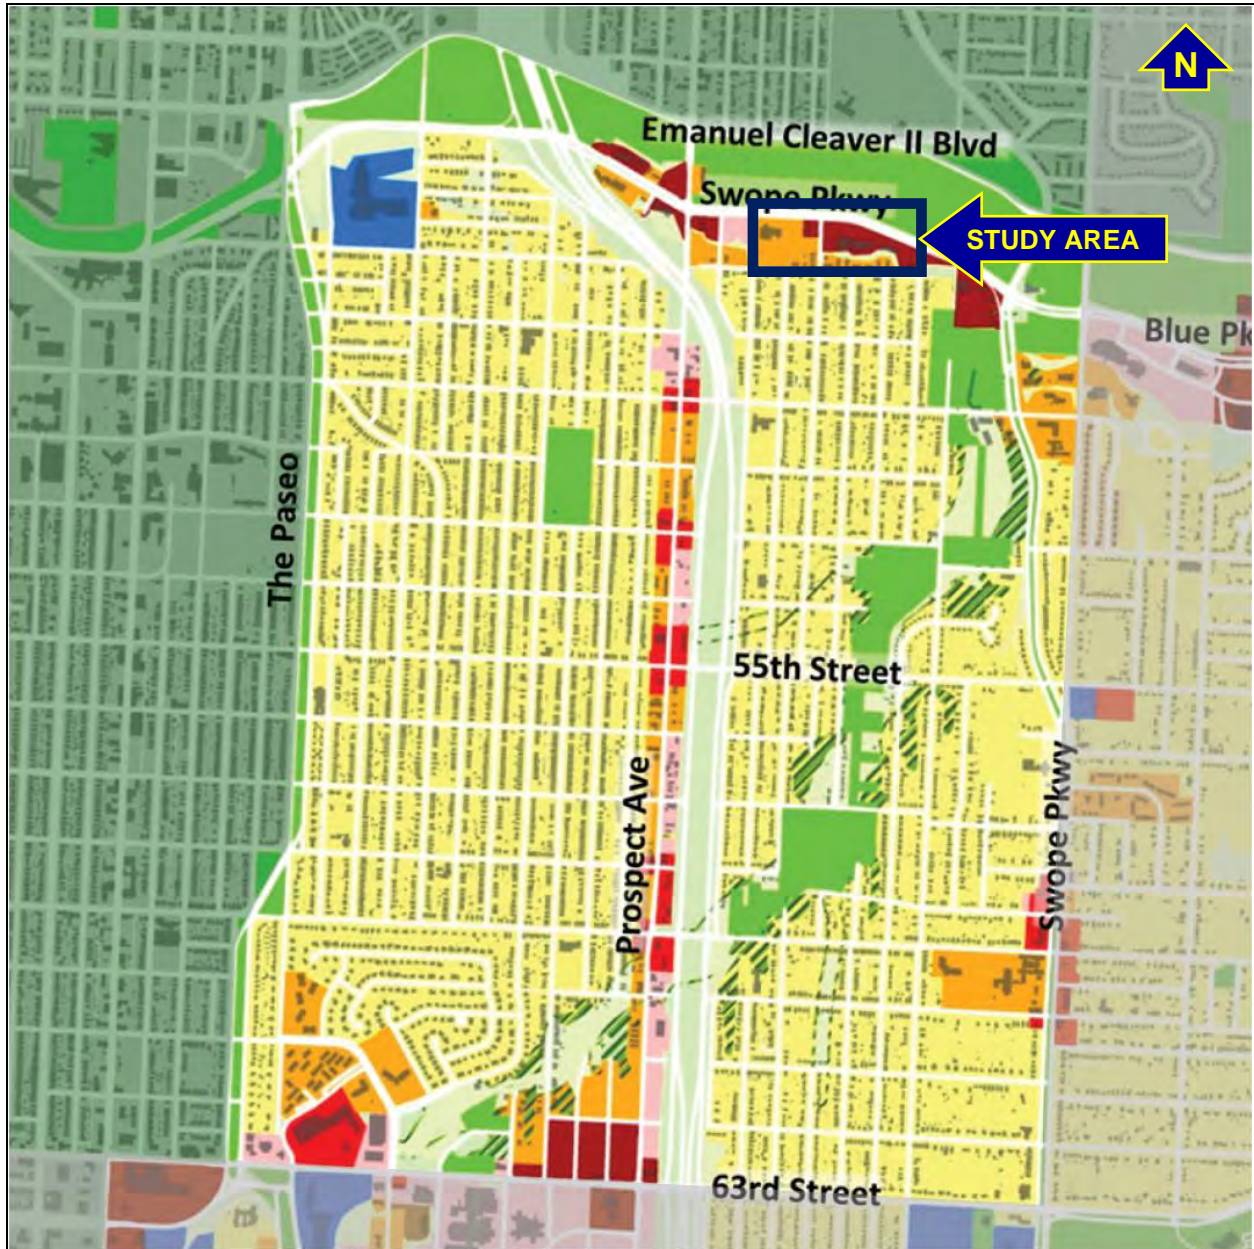 N
Emanuel Cleaver II Blvd
Swope Pkwy
STUDY AREA
Blue Pk
The Paseo
55th Street
Prospect Ave
Swope Pkwy
63rd Street